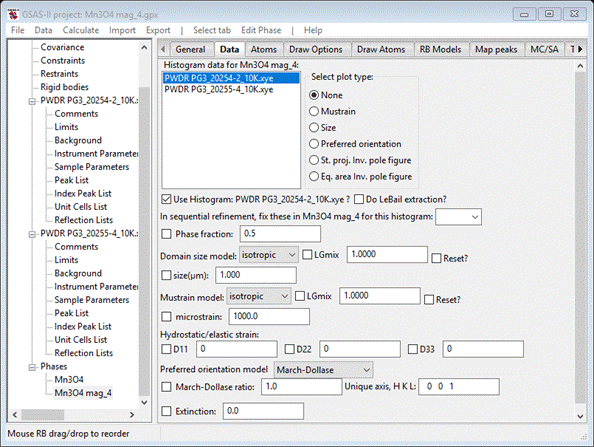 GSAS-II project: Mn3O4 mag_4.gpx
File Data Calculate Import Export | Select tab Edit Phase | Help
Covariance
Constraints
Restraints
Rigid bodies
PWDR PG3_20254-2_10K.x
Comments
Limits
Background
Instrument Parameter
Sample Parameters
Peak List
Index Peak List
Unit Cells List
Reflection Lists
PWDR PG3_20255-4_10K.x
Comments
Limits
Background
Instrument Parameter
Sample Parameters
Peak List
Index Peak List
Unit Cells List
Reflection Lists
Phases
Mn3O4
Mn3O4 mag_4
General Data Atoms Draw Options Draw Atoms RB Models Map peaks MC/SA T
Histogram data for Mn3O4 mag_4:
PWDR PG3_20254-2_10K.xye
PWDR PG3_20255-4_10K.xye
Select plot type:
None
Mustrain
Size
Preferred orientation
St. proj. Inv. pole figure
Eq. area Inv. pole figure
Use Histogram: PWDR PG3_20254-2_10K.xye ? Do LeBail extraction?
In sequential refinement, fix these in Mn3O4 mag_4 for this histogram:
Phase fraction: 0.5
Domain size model: isotropic LGmix 1.0000 Reset?
size(μm): 1.000
Mustrain model: isotropic LGmix 1.0000 Reset?
microstrain: 1000.0
Hydrostatic/elastic strain:
D11 0 D22 0 D33 0
Preferred orientation model March-Dollase
March-Dollase ratio: 1.0 Unique axis, H K L: 0 0 1
Extinction: 0.0
Mouse RB drag/drop to reorder